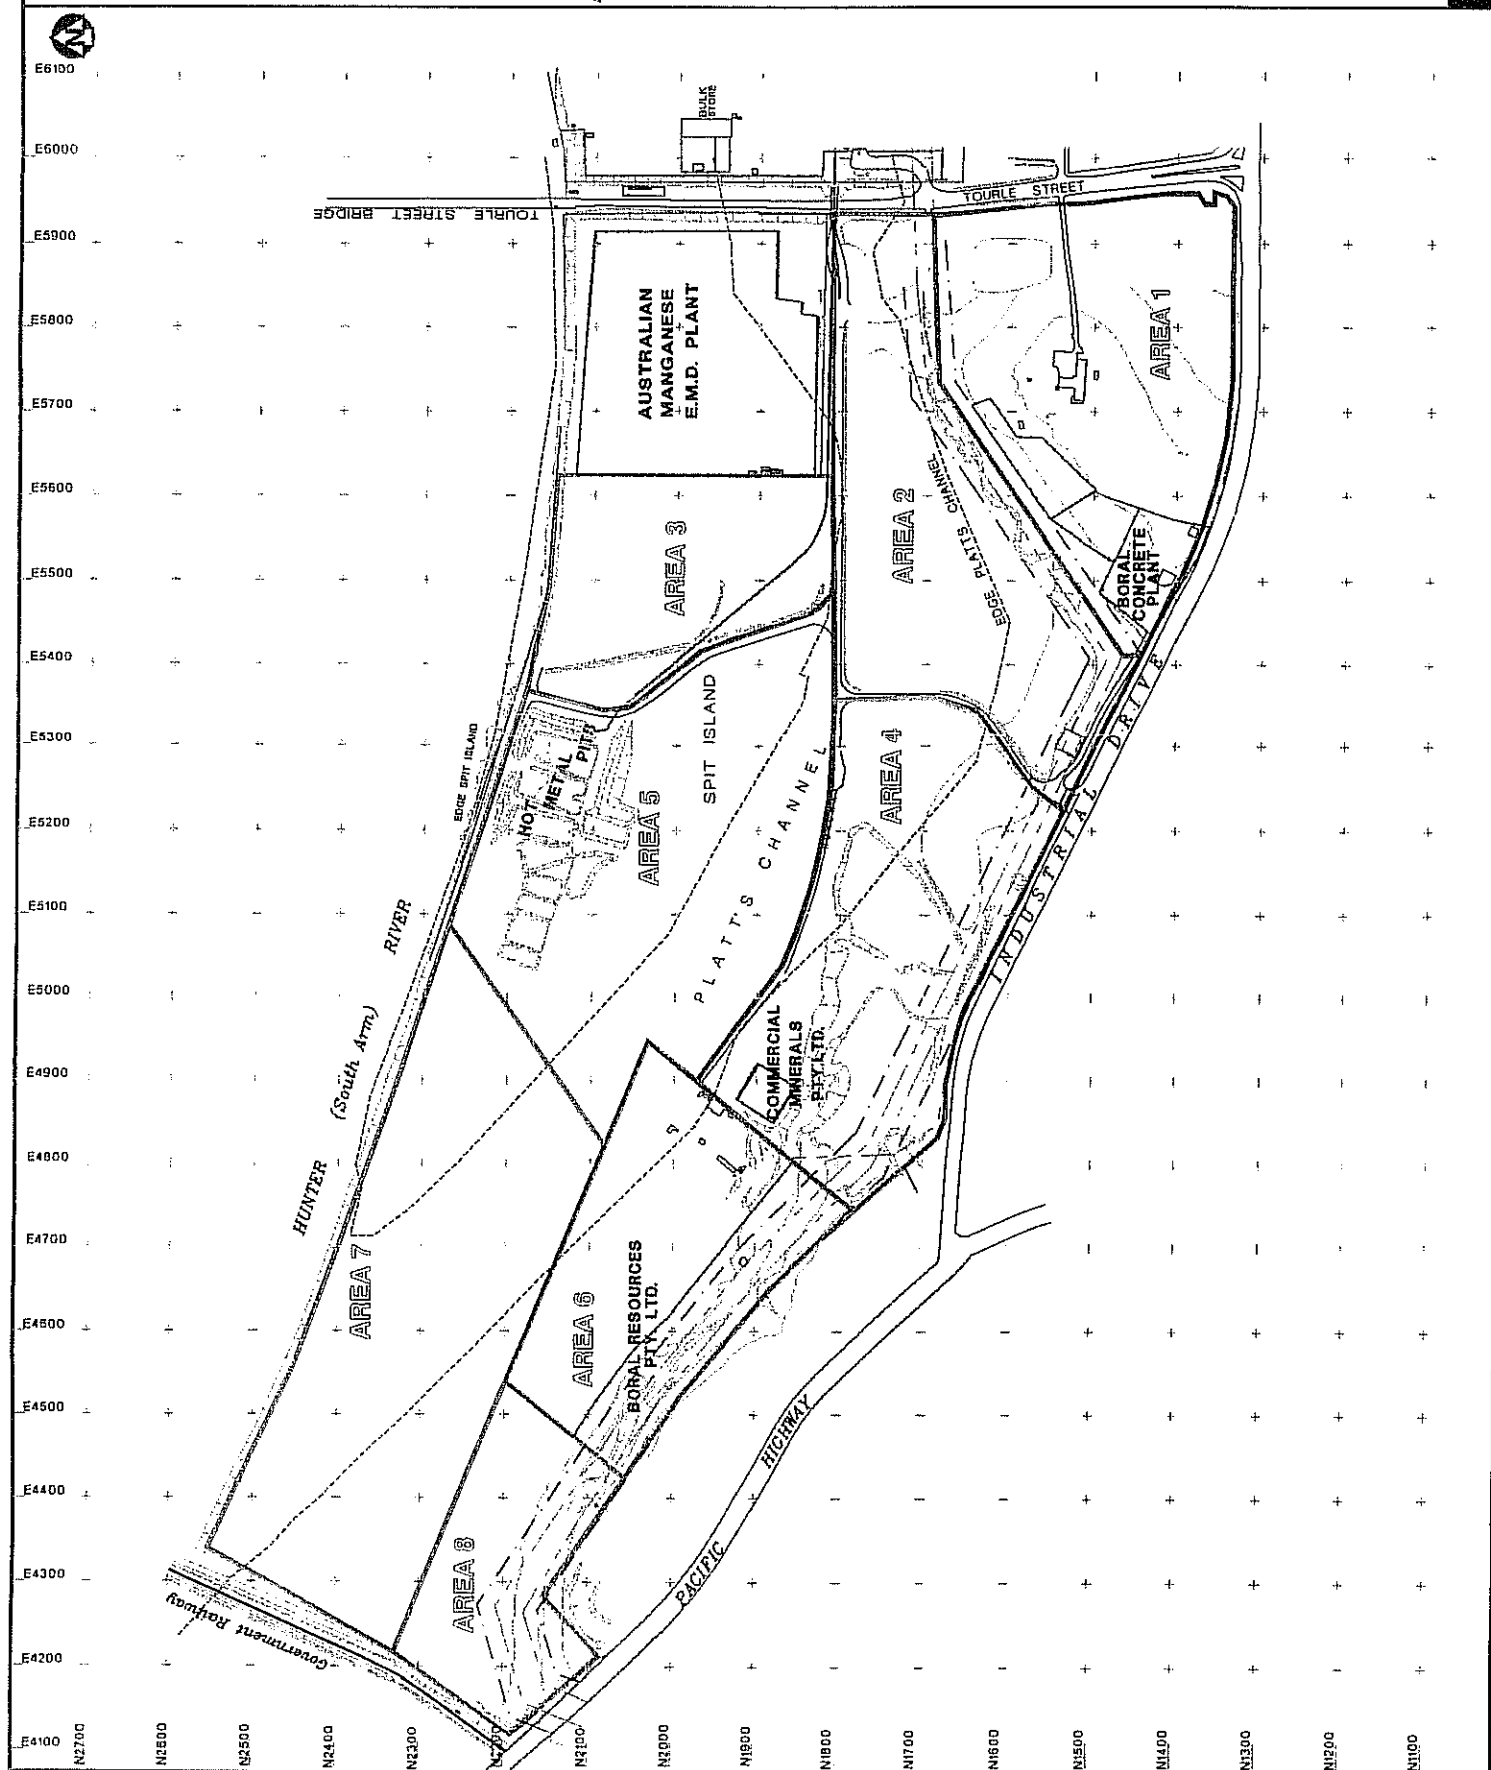 N
E6100
E6000
E5900
E5800
E5700
E5600
E5500
E5400
E5300
E5200
E5100
E5000
E4900
E4800
E4700
E4600
E4500
E4400
E4300
E4200
E4100
N2700
N2600
N2500
N2400
N2300
N2200
N2100
N2000
N1900
N1800
N1700
N1600
N1500
N1400
N1300
N1200
N1100
BULK
STORE
TOURLE STREET BRIDGE
TOURLE STREET
AUSTRALIAN
MANGANESE
E.M.D. PLANT
AREA 1
AREA 2
EDGE PLATTS CHANNEL
AREA 3
BORAL
CONCRETE
PLANT
INDUSTRIAL DRIVE
EDGE SPIT ISLAND
HOT
METAL
PITS
SPIT ISLAND
AREA 4
AREA 5
PLATT'S CHANNEL
HUNTER
RIVER
(South Arm)
COMMERCIAL
MINERALS
PTY. LTD.
AREA 7
AREA 6
BORAL RESOURCES
PTY. LTD.
AREA 8
PACIFIC
HIGHWAY
Government Railway